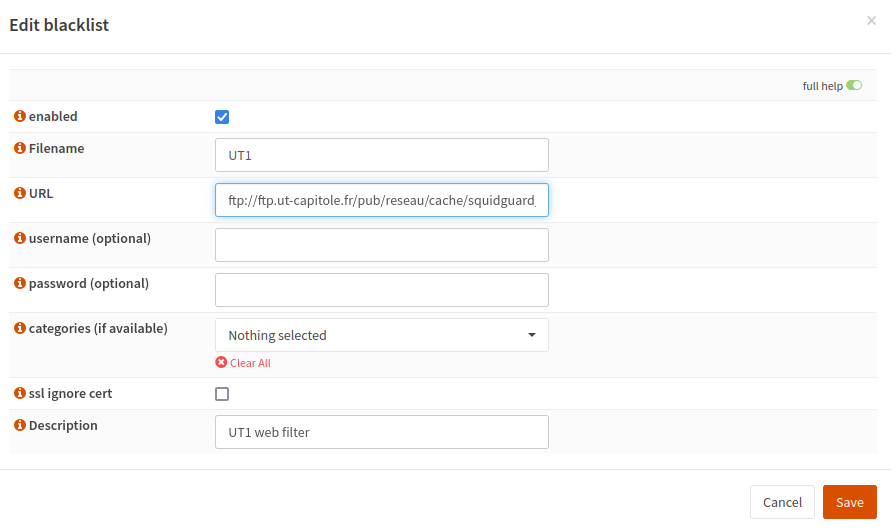 Edit blacklist
×
full help
enabled
Filename
UT1
URL
ftp://ftp.ut-capitole.fr/pub/reseau/cache/squidguard_
username (optional)
password (optional)
categories (if available)
Nothing selected
Clear All
ssl ignore cert
Description
UT1 web filter
Cancel
Save